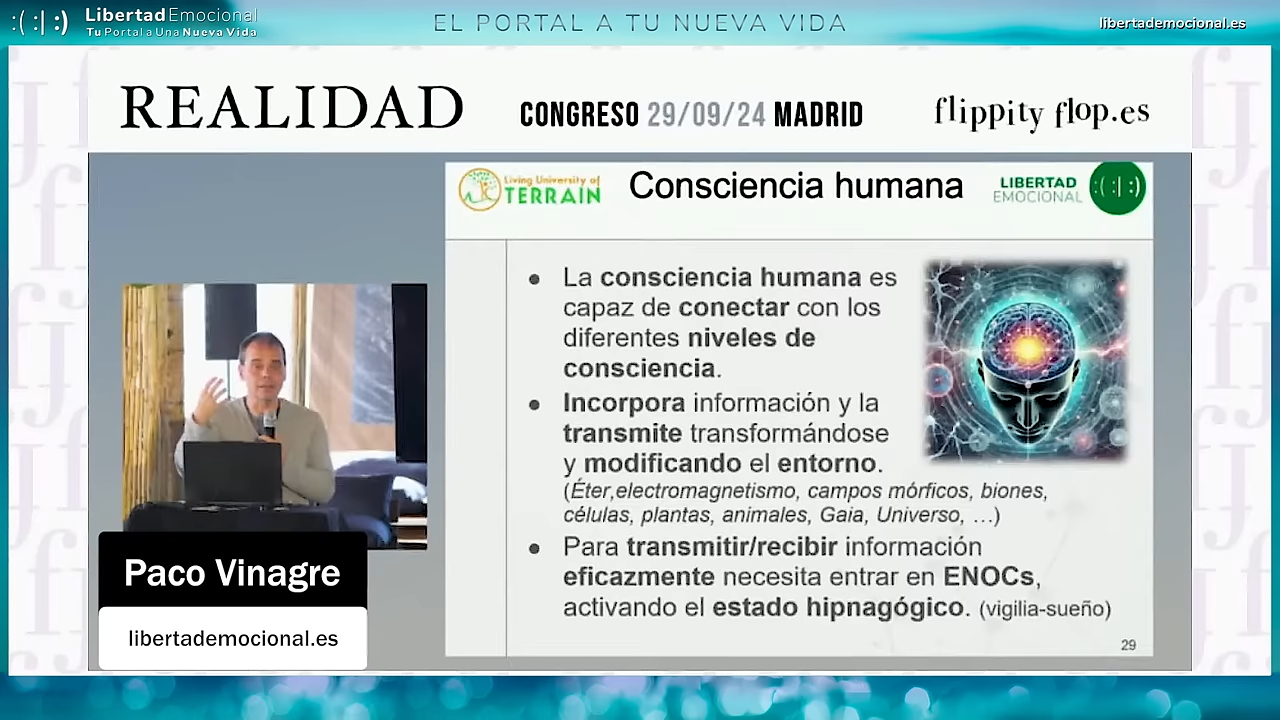 :(:|:) LibertadEmocional
Tu Portal a Una Nueva Vida
EL PORTAL A TU NUEVA VIDA
libertademocional.es
REALIDAD
CONGRESO 29/09/24 MADRID
flippity flop.es
Living University of
TERRAIN
Consciencia humana
LIBERTAD
EMOCIONAL
:(:|:)
● La consciencia humana es
capaz de conectar con los
diferentes niveles de
consciencia.
● Incorpora información y la
transmite transformándose
y modificando el entorno.
(Éter,electromagnetismo, campos mórficos, biones,
células, plantas, animales, Gaia, Universo, …)
● Para transmitir/recibir información
eficazmente necesita entrar en ENOCs,
activando el estado hipnagógico. (vigilia-sueño)
29
Paco Vinagre
libertademocional.es